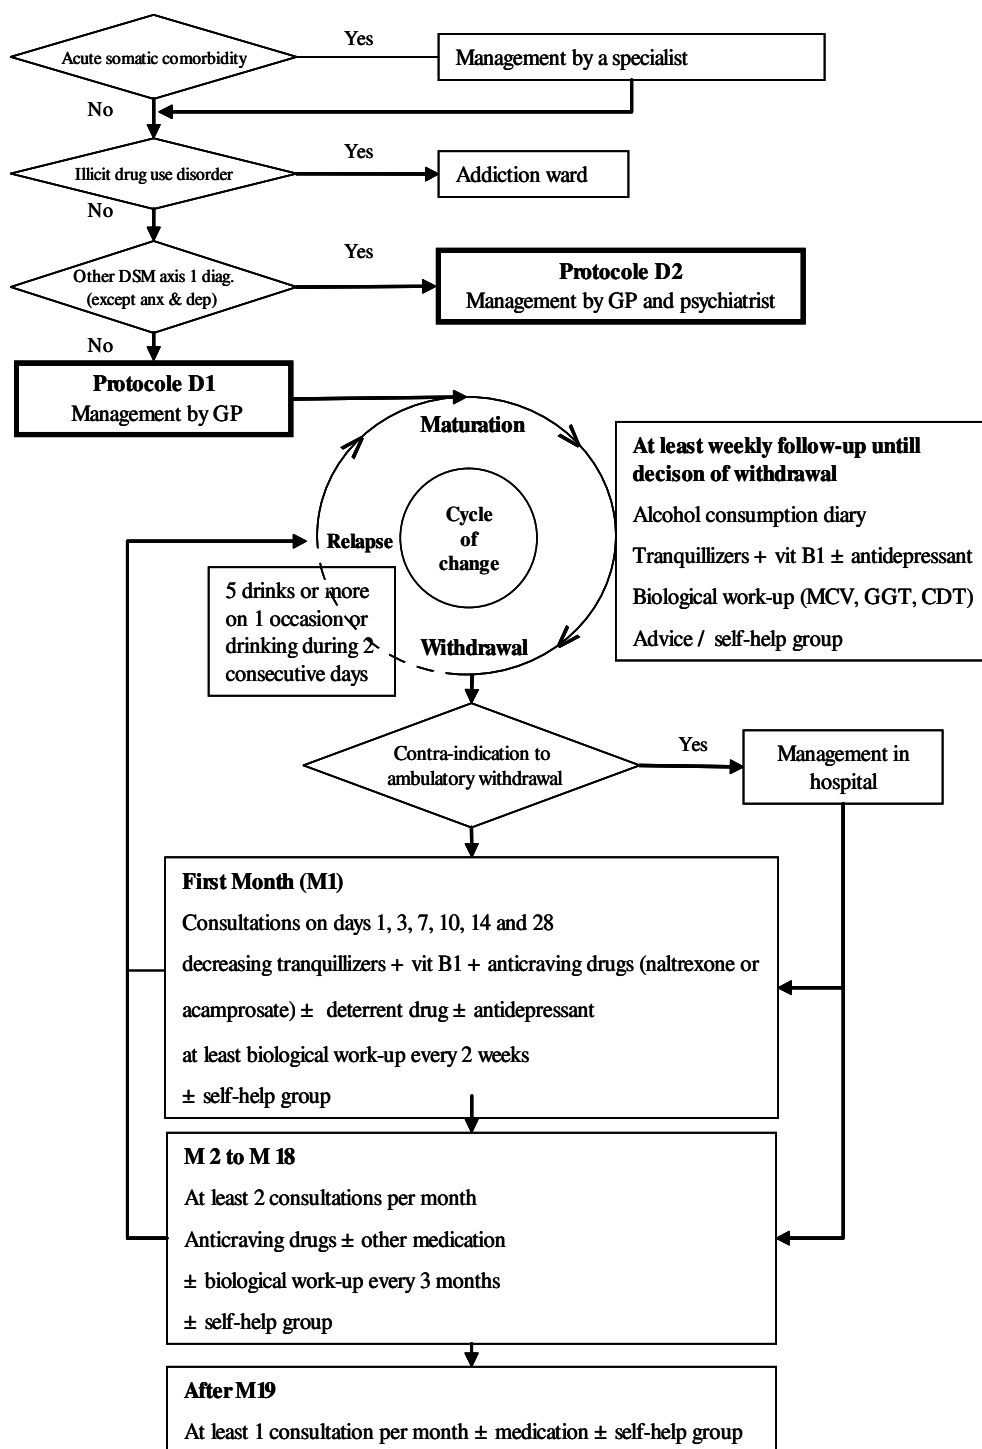 Acute somatic comorbidity
Yes
Management by a specialist
No
Illicit drug use disorder
Yes
Addiction ward
No
Other DSM axis 1 diag.
(except anx & dep)
Yes
Protocole D2
Management by GP and psychiatrist
No
Protocole D1
Management by GP
Maturation
Cycle
of
change
Relapse
Withdrawal
At least weekly follow-up untill
decison of withdrawal
Alcohol consumption diary
Tranquillizers + vit B1 ± antidepressant
Biological work-up (MCV, GGT, CDT)
Advice / self-help group
5 drinks or more
on 1 occasion or
drinking during 2
consecutive days
Contra-indication to
ambulatory withdrawal
Yes
Management in
hospital
First Month (M1)
Consultations on days 1, 3, 7, 10, 14 and 28
decreasing tranquillizers + vit B1 + anticraving drugs (naltrexone or
acamprosate) ± deterrent drug ± antidepressant
at least biological work-up every 2 weeks
± self-help group
M 2 to M 18
At least 2 consultations per month
Anticraving drugs ± other medication
± biological work-up every 3 months
± self-help group
After M19
At least 1 consultation per month ± medication ± self-help group